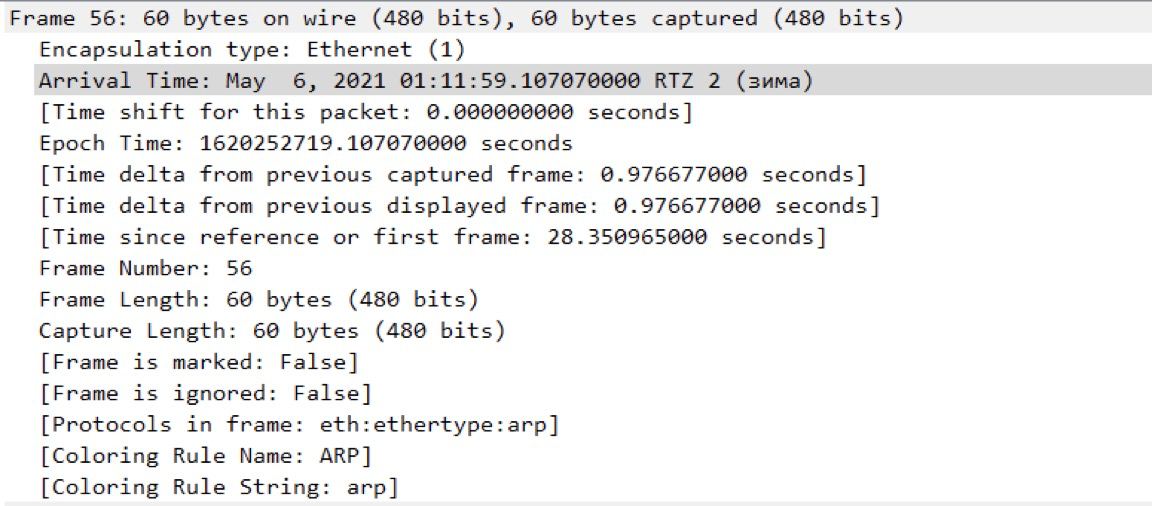 Frame 56: 60 bytes on wire (480 bits), 60 bytes captured (480 bits)
Encapsulation type: Ethernet (1)
Arrival Time: May  6, 2021 01:11:59.107070000 RTZ 2 (зима)
[Time shift for this packet: 0.000000000 seconds]
Epoch Time: 1620252719.107070000 seconds
[Time delta from previous captured frame: 0.976677000 seconds]
[Time delta from previous displayed frame: 0.976677000 seconds]
[Time since reference or first frame: 28.350965000 seconds]
Frame Number: 56
Frame Length: 60 bytes (480 bits)
Capture Length: 60 bytes (480 bits)
[Frame is marked: False]
[Frame is ignored: False]
[Protocols in frame: eth:ethertype:arp]
[Coloring Rule Name: ARP]
[Coloring Rule String: arp]